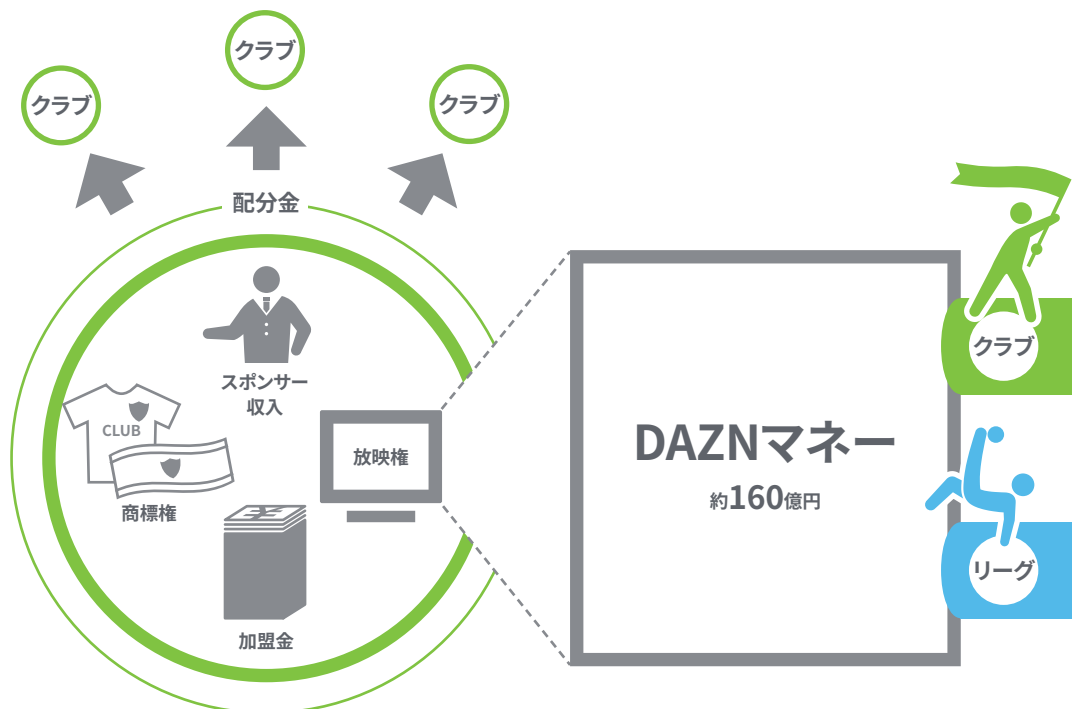 クラブ
クラブ
クラブ
配分金
スポンサー
収入
CLUB
商標権
放映権
¥
加盟金
DAZNマネー
約160億円
クラブ
リーグ